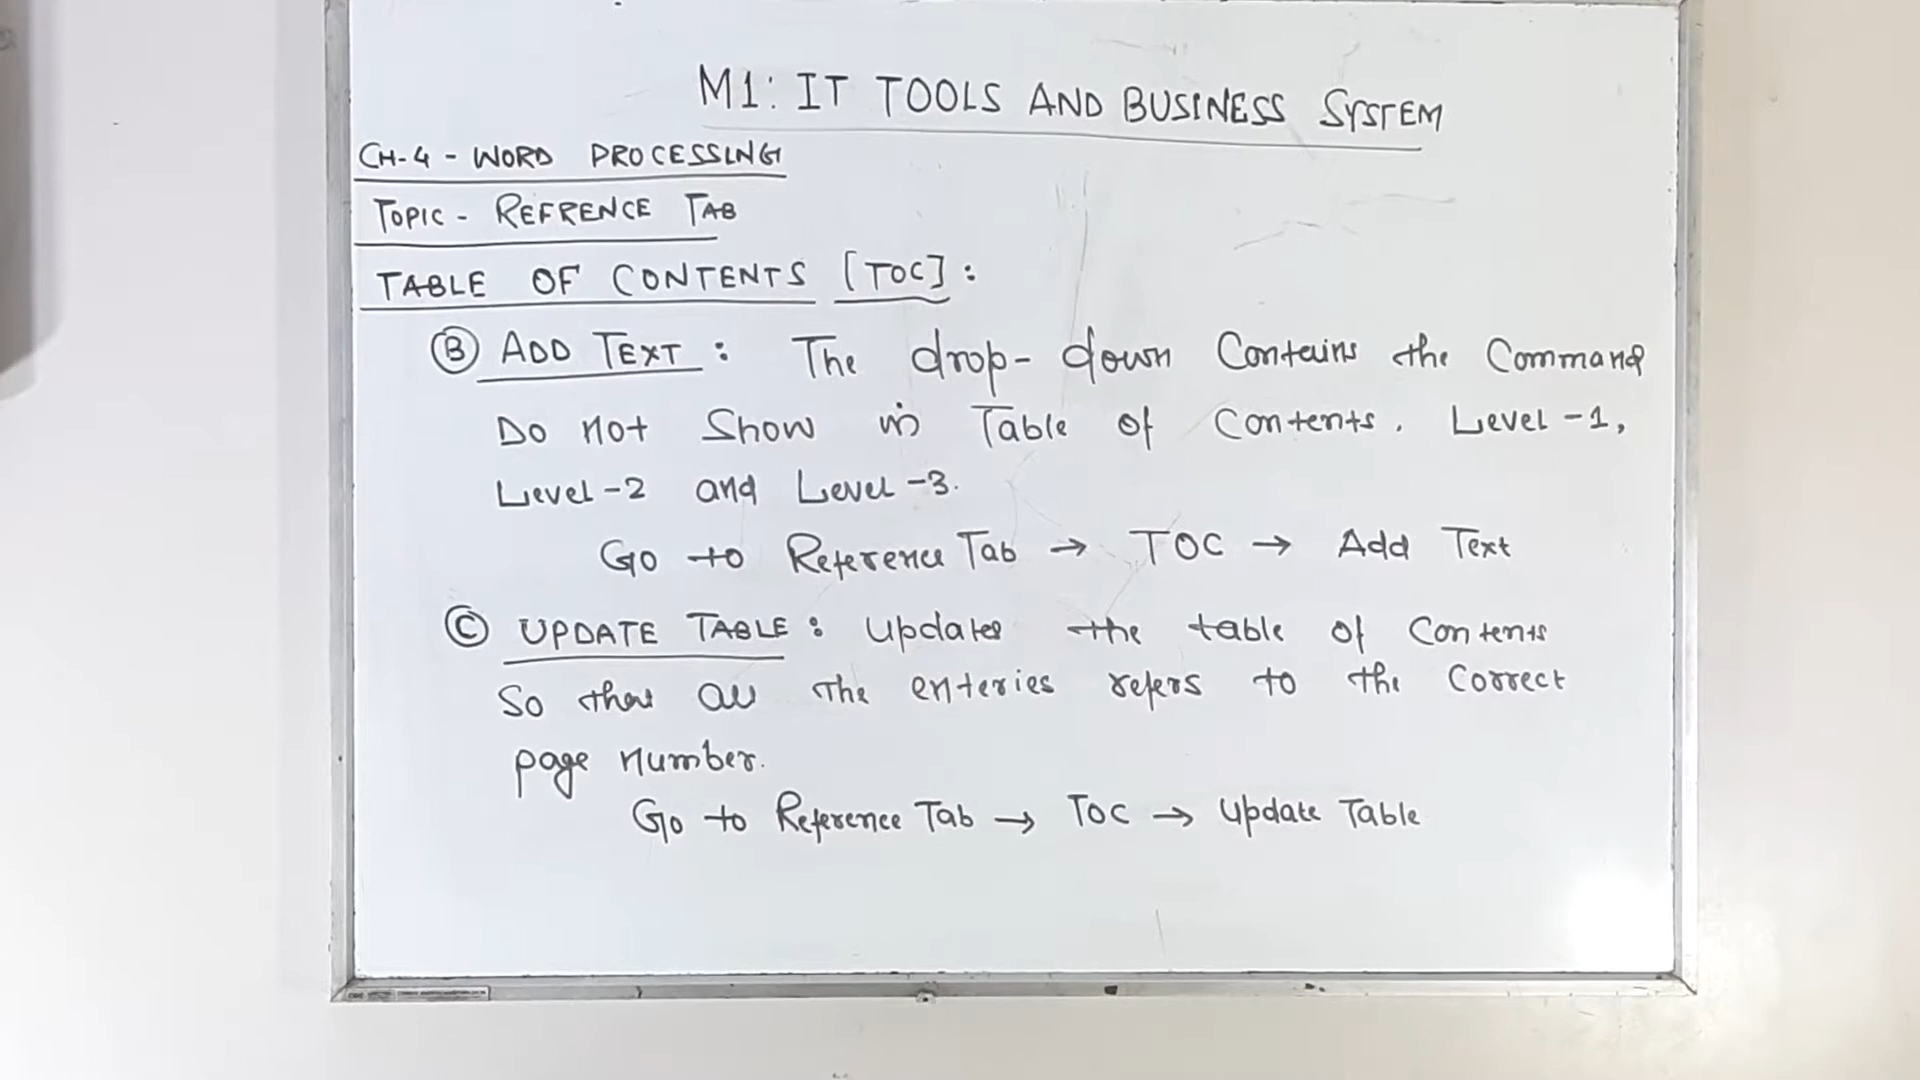 M1: IT TOOLS AND BUSINESS SYSTEM
CH-4 - WORD PROCESSING
TOPIC - REFRENCE TAB
TABLE OF CONTENTS [TOC] :
(B) ADD TEXT : The drop-down Contains the Command
Do not Show in Table of Contents. Level-1,
Level-2 and Level-3.
Go to Reference Tab → TOC → Add Text
(C) UPDATE TABLE : Updates the table of Contents
So that all the enteries refers to the Correct
page number.
Go to Reference Tab → TOC → Update Table